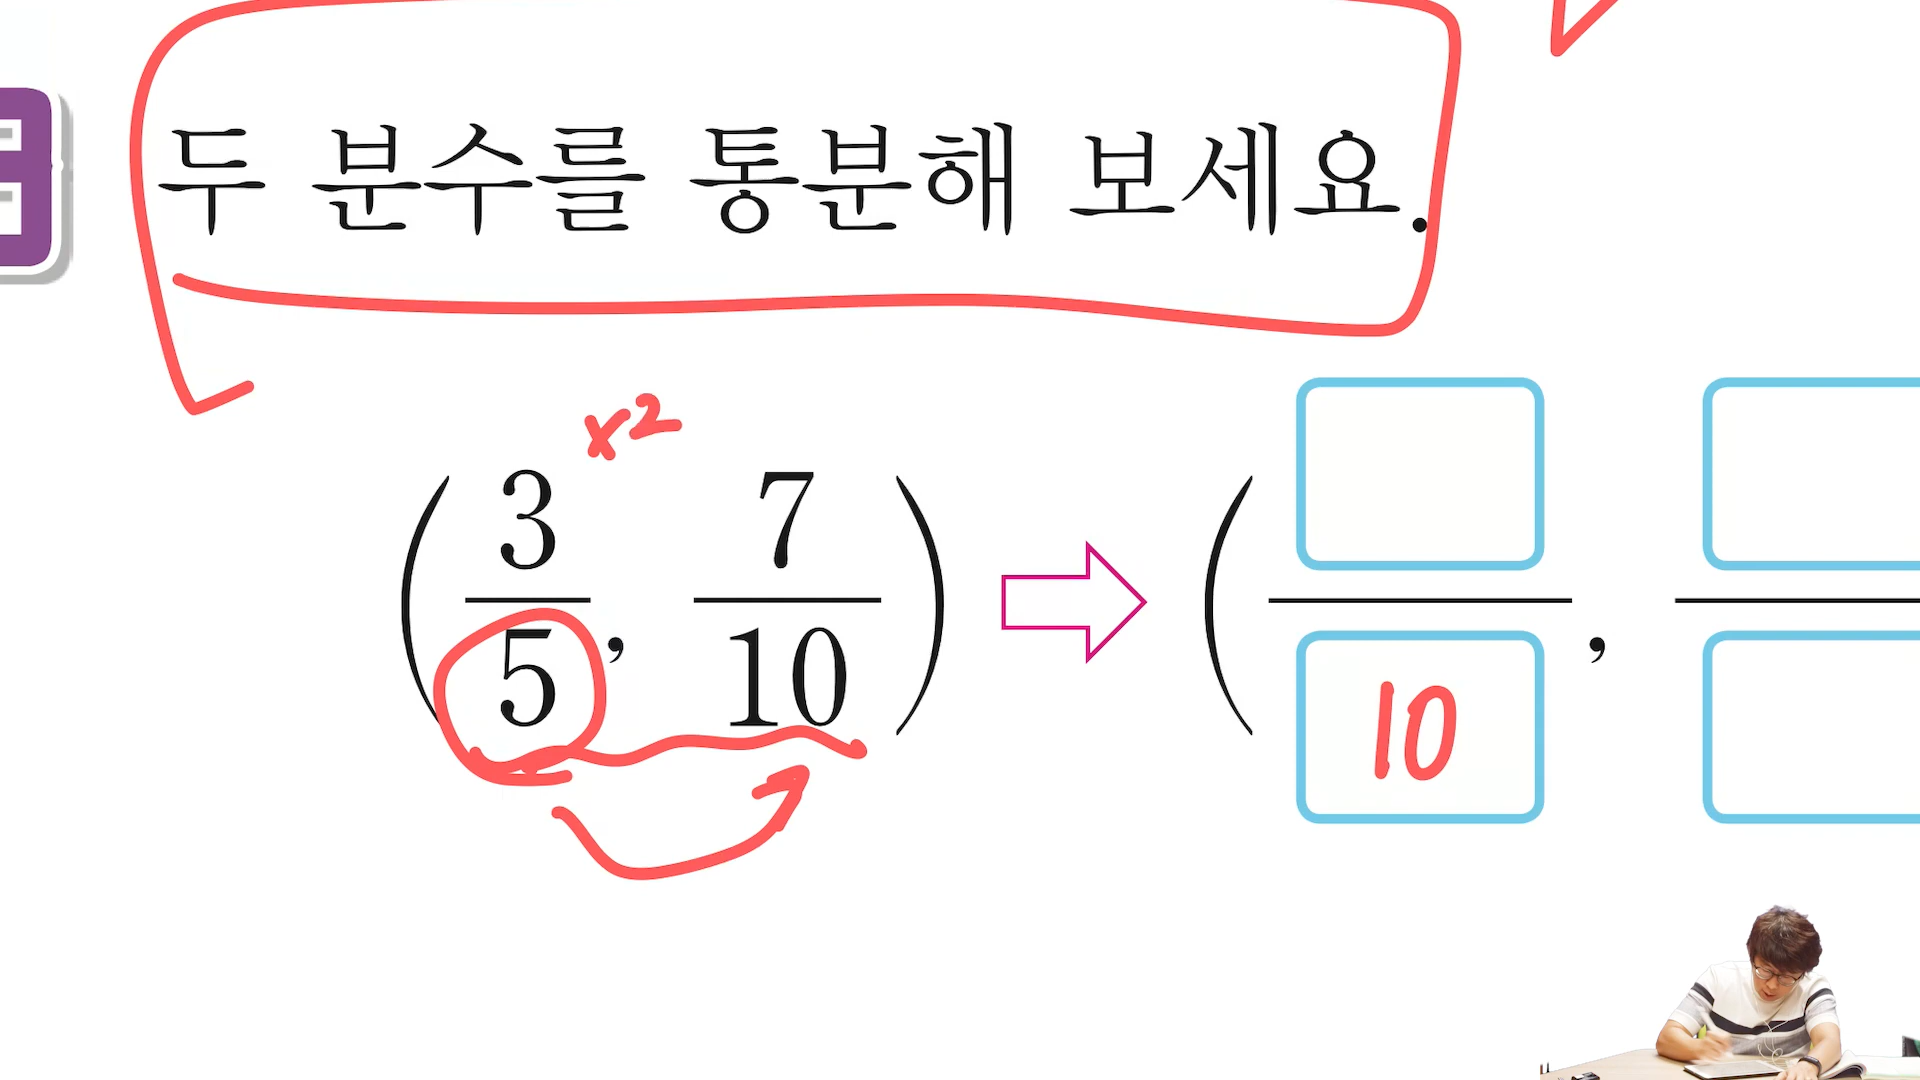 두 분수를 통분해 보세요.
×2
( 3/5 , 7/10 ) ⇨ ( □/10 , □/□